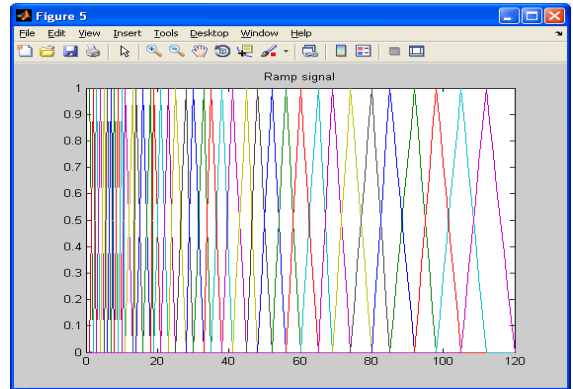 Figure 5
File Edit View Insert Tools Desktop Window Help
Ramp signal
1
0.9
0.8
0.7
0.6
0.5
0.4
0.3
0.2
0.1
0
0 20 40 60 80 100 120